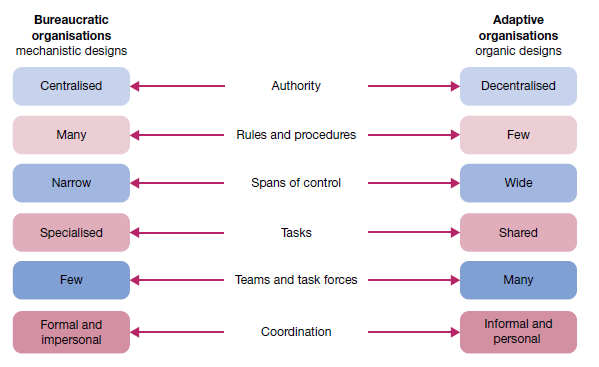 Bureaucratic
organisations
mechanistic designs
Adaptive
organisations
organic designs
Centralised
Authority
Decentralised
Many
Rules and procedures
Few
Narrow
Spans of control
Wide
Specialised
Tasks
Shared
Few
Teams and task forces
Many
Formal and
impersonal
Coordination
Informal and
personal